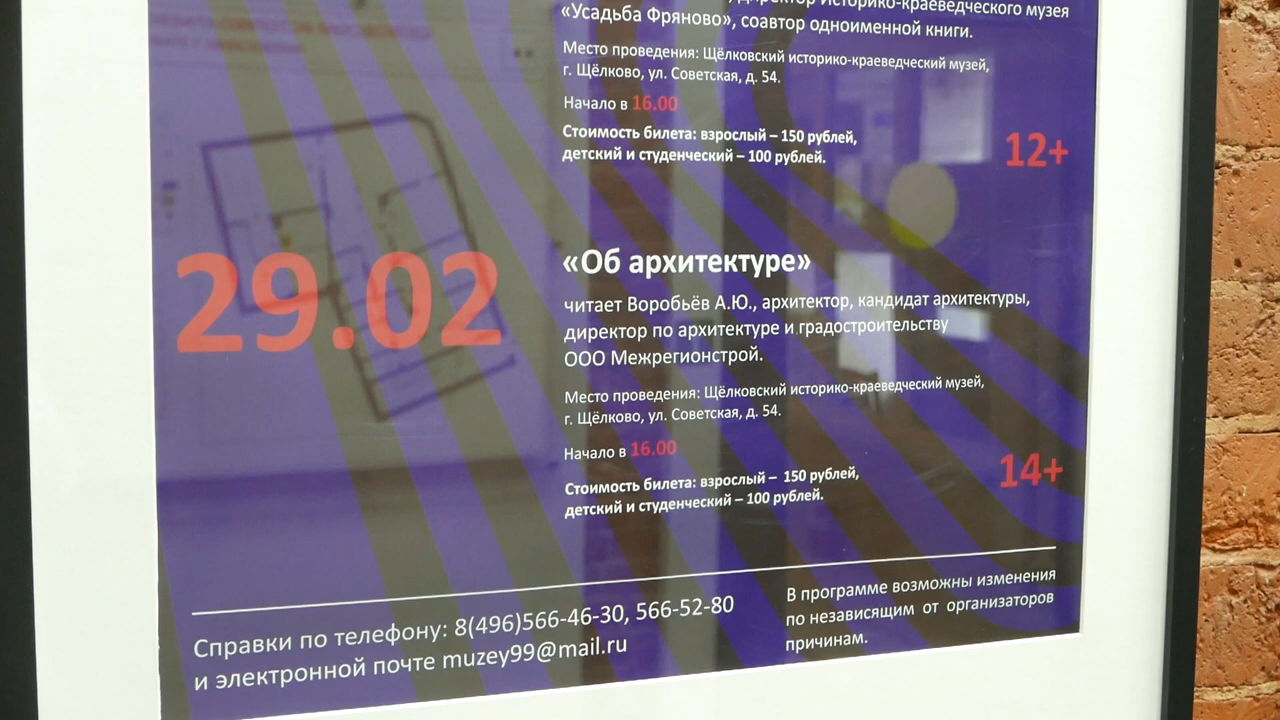 директор Историко-краеведческого музея
«Усадьба Фряново», соавтор одноименной книги.
Место проведения: Щёлковский историко-краеведческий музей,
г. Щёлково, ул. Советская, д. 54.
Начало в 16.00
Стоимость билета: взрослый – 150 рублей,
детский и студенческий – 100 рублей.
12+
29.02
«Об архитектуре»
читает Воробьёв А.Ю., архитектор, кандидат архитектуры,
директор по архитектуре и градостроительству
ООО Межрегионстрой.
Место проведения: Щёлковский историко-краеведческий музей,
г. Щёлково, ул. Советская, д. 54.
Начало в 16.00
Стоимость билета: взрослый – 150 рублей,
детский и студенческий – 100 рублей.
14+
Справки по телефону: 8(496)566-46-30, 566-52-80
и электронной почте muzey99@mail.ru
В программе возможны изменения
по независящим от организаторов
причинам.